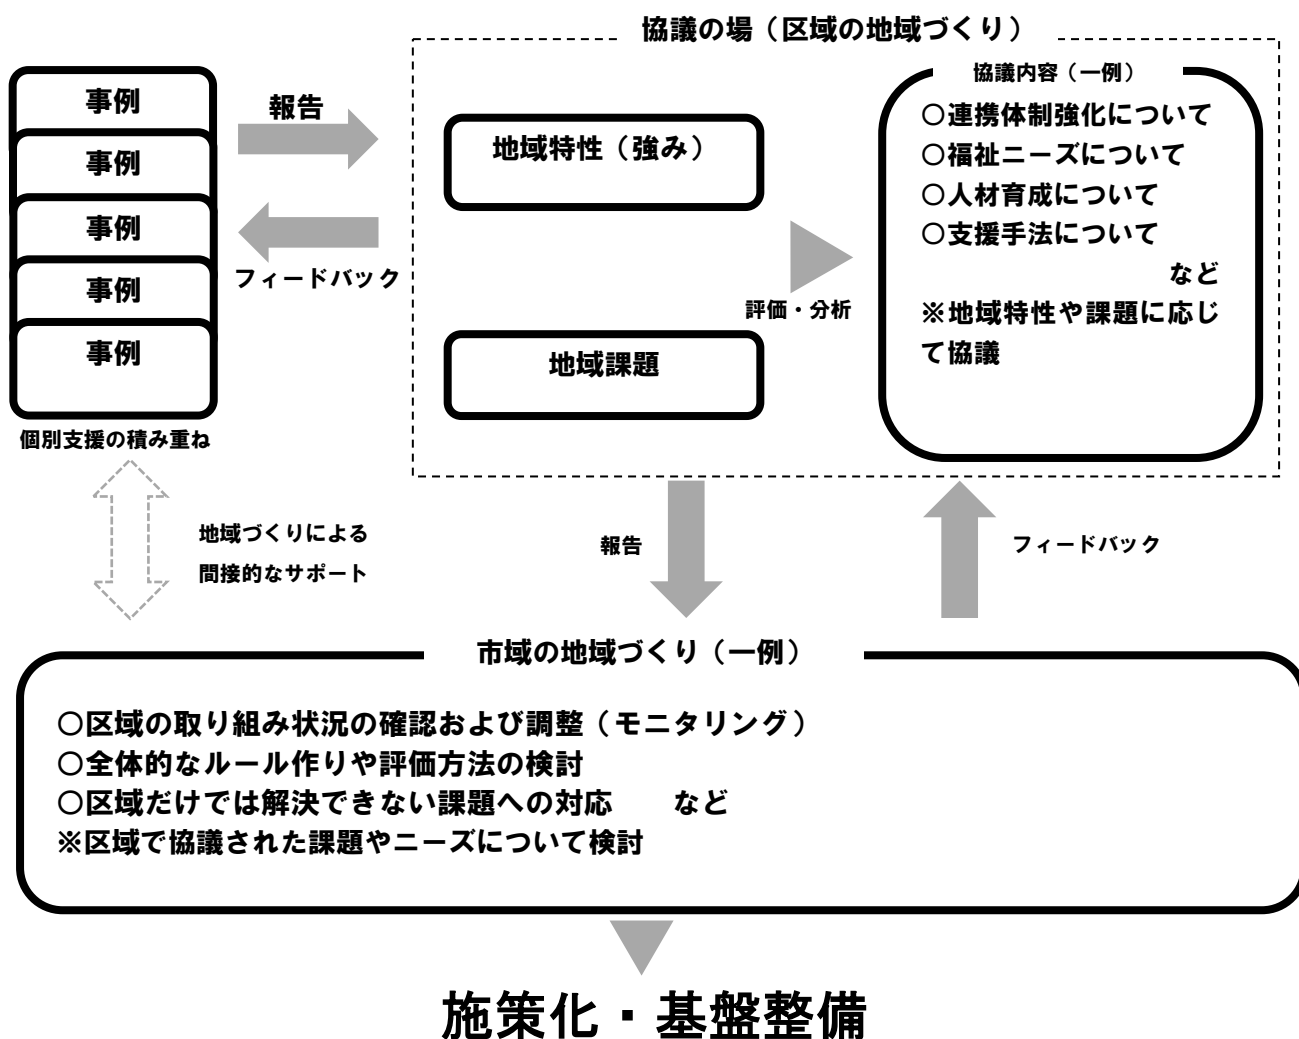 協議の場（区域の地域づくり）
事例
事例
事例
事例
事例
個別支援の積み重ね
報告
フィードバック
地域特性（強み）
地域課題
評価・分析
協議内容（一例）
〇連携体制強化について
〇福祉ニーズについて
〇人材育成について
〇支援手法について
など
※地域特性や課題に応じ
て協議
地域づくりによる
間接的なサポート
報告
フィードバック
市域の地域づくり（一例）
〇区域の取り組み状況の確認および調整（モニタリング）
〇全体的なルール作りや評価方法の検討
〇区域だけでは解決できない課題への対応　　など
※区域で協議された課題やニーズについて検討
施策化・基盤整備